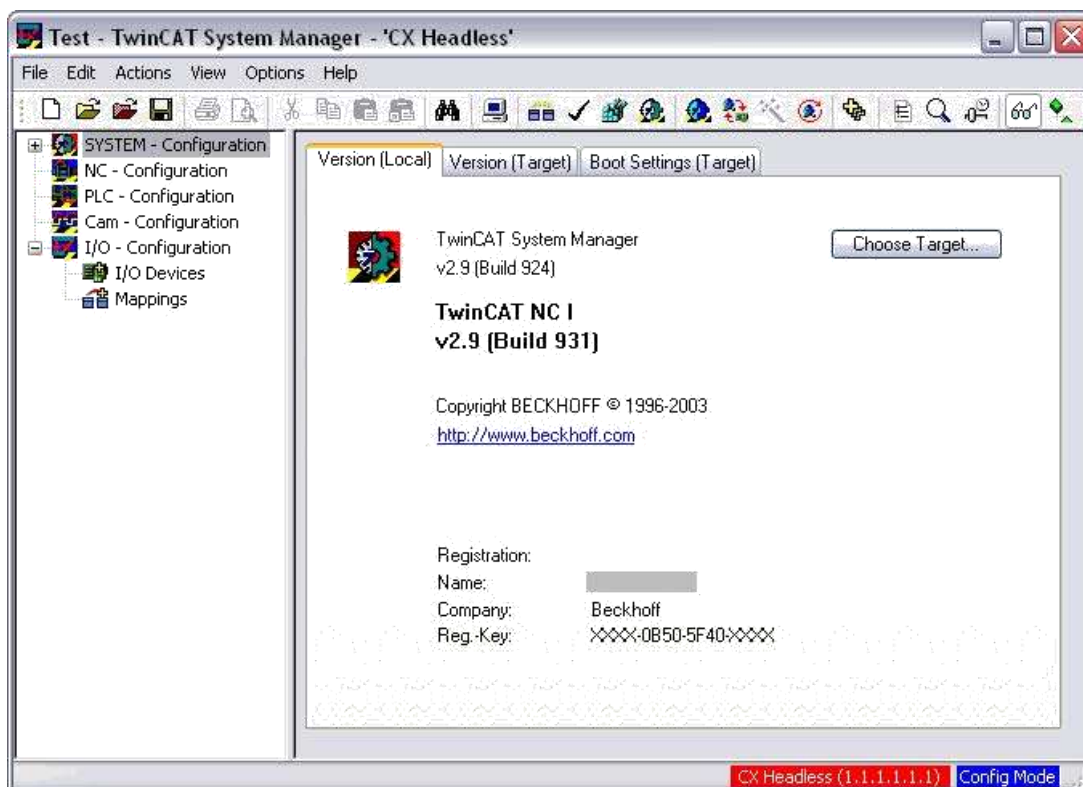 Test - TwinCAT System Manager - 'CX Headless'
File Edit Actions View Options Help
SYSTEM - Configuration
NC - Configuration
PLC - Configuration
Cam - Configuration
I/O - Configuration
I/O Devices
Mappings
Version (Local) Version (Target) Boot Settings (Target)
TwinCAT System Manager
v2.9 (Build 924)
Choose Target...
TwinCAT NC I
v2.9 (Build 931)
Copyright BECKHOFF © 1996-2003
http://www.beckhoff.com
Registration:
Name:
Company: Beckhoff
Reg.-Key: XXXX-0B50-5F40-XXXX
CX Headless (1.1.1.1.1.1) Config Mode